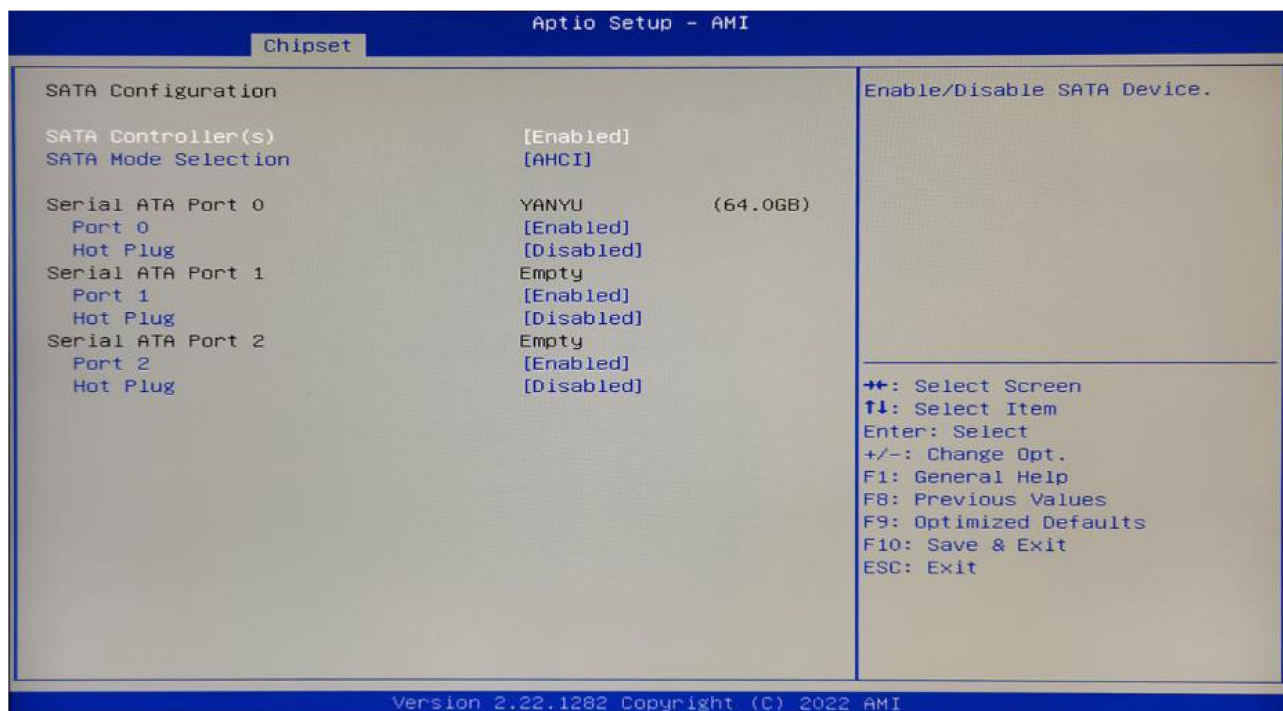 Aptio Setup - AMI
Chipset
SATA Configuration
SATA Controller(s) [Enabled]
SATA Mode Selection [AHCI]
Serial ATA Port 0 YANYU (64.0GB)
Port 0 [Enabled]
Hot Plug [Disabled]
Serial ATA Port 1 Empty
Port 1 [Enabled]
Hot Plug [Disabled]
Serial ATA Port 2 Empty
Port 2 [Enabled]
Hot Plug [Disabled]
Enable/Disable SATA Device.
→←: Select Screen
↑↓: Select Item
Enter: Select
+/-: Change Opt.
F1: General Help
F8: Previous Values
F9: Optimized Defaults
F10: Save & Exit
ESC: Exit
Version 2.22.1282 Copyright (C) 2022 AMI